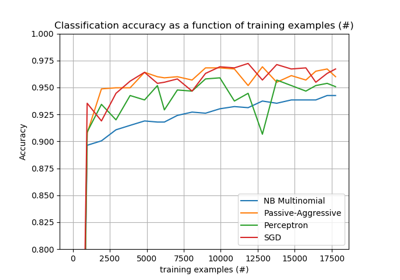 Classification accuracy as a function of training examples (#)
1.000
0.975
0.950
0.925
0.900
0.875
0.850
0.825
0.800
Accuracy
NB Multinomial
Passive-Aggressive
Perceptron
SGD
0 2500 5000 7500 10000 12500 15000 17500
training examples (#)